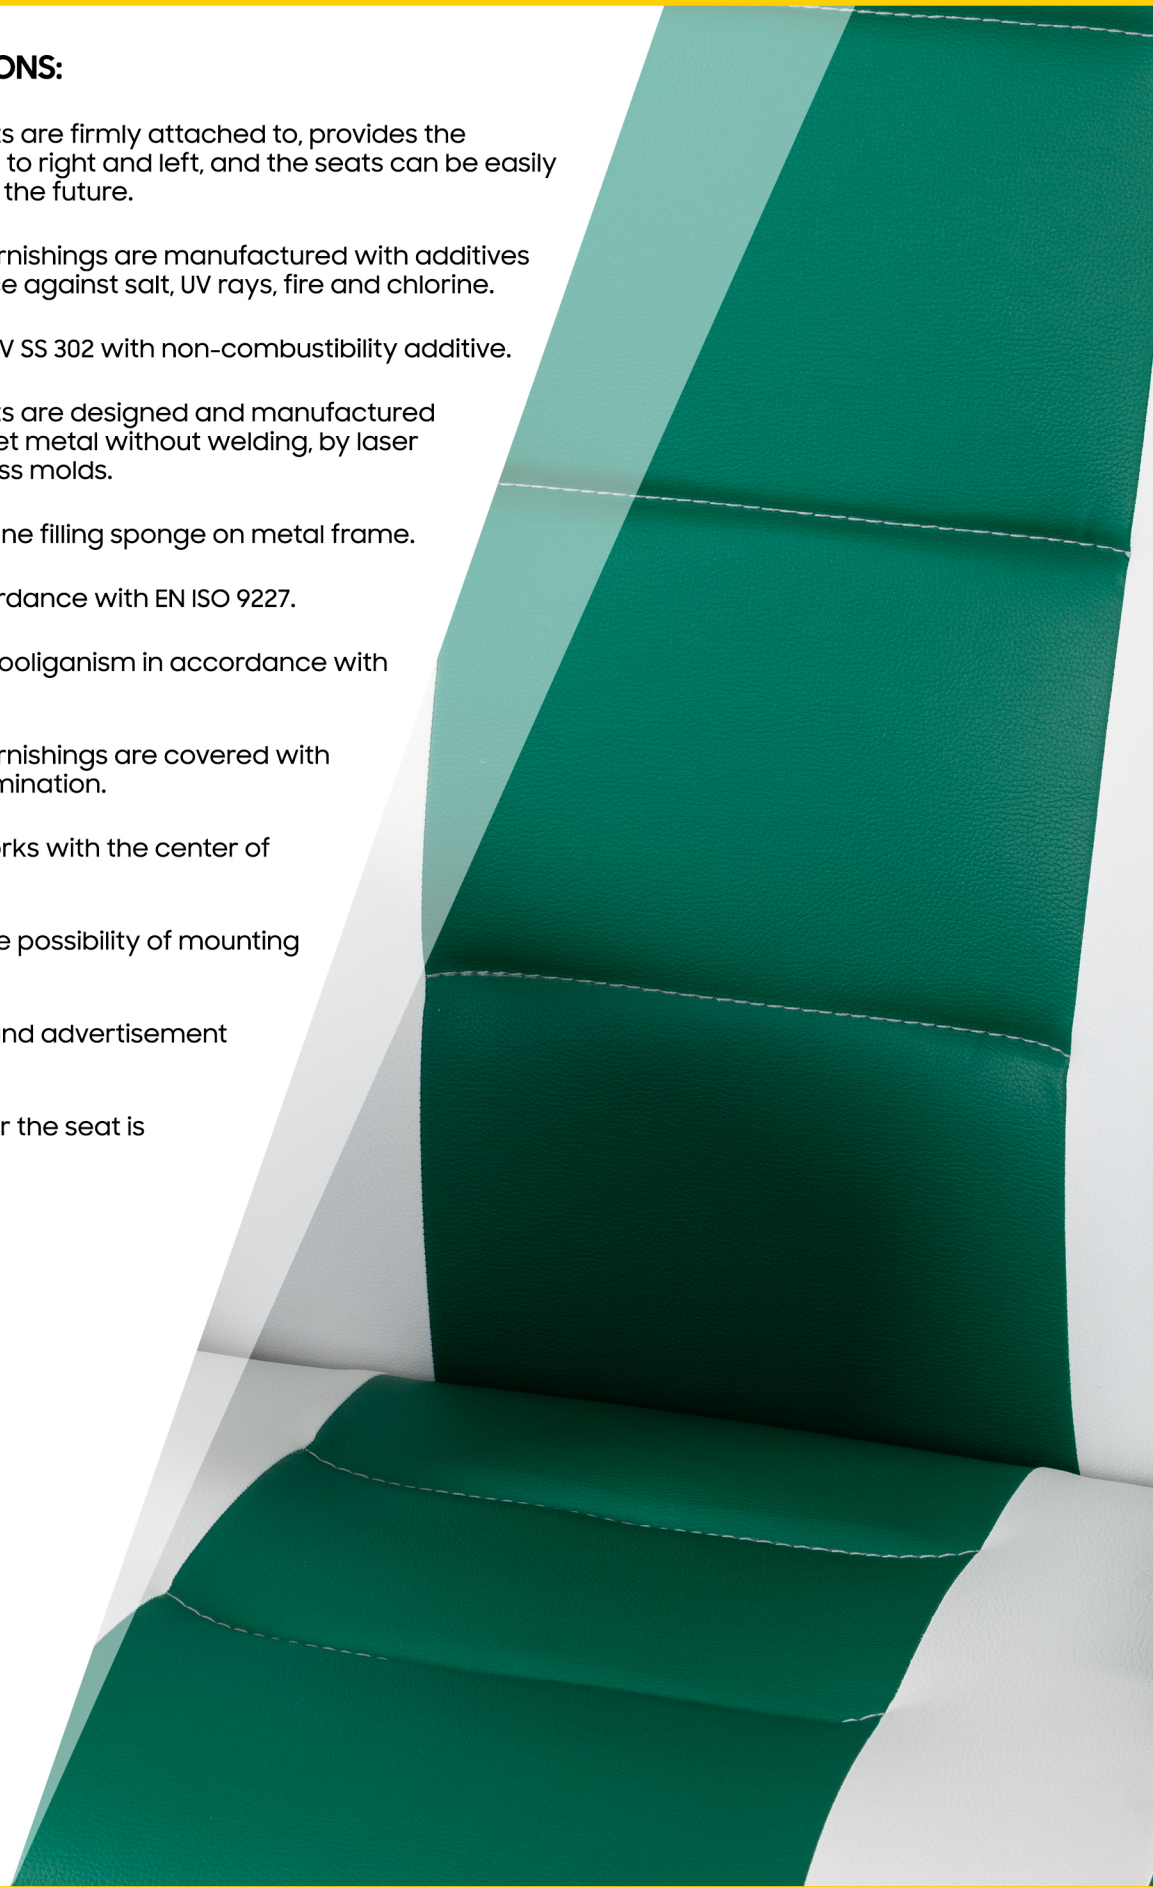 ONS:
ts are firmly attached to, provides the
to right and left, and the seats can be easily
the future.
rnishings are manufactured with additives
e against salt, UV rays, fire and chlorine.
V SS 302 with non-combustibility additive.
ts are designed and manufactured
et metal without welding, by laser
ss molds.
ne filling sponge on metal frame.
rdance with EN ISO 9227.
ooliganism in accordance with
rnishings are covered with
mination.
rks with the center of
e possibility of mounting
nd advertisement
r the seat is